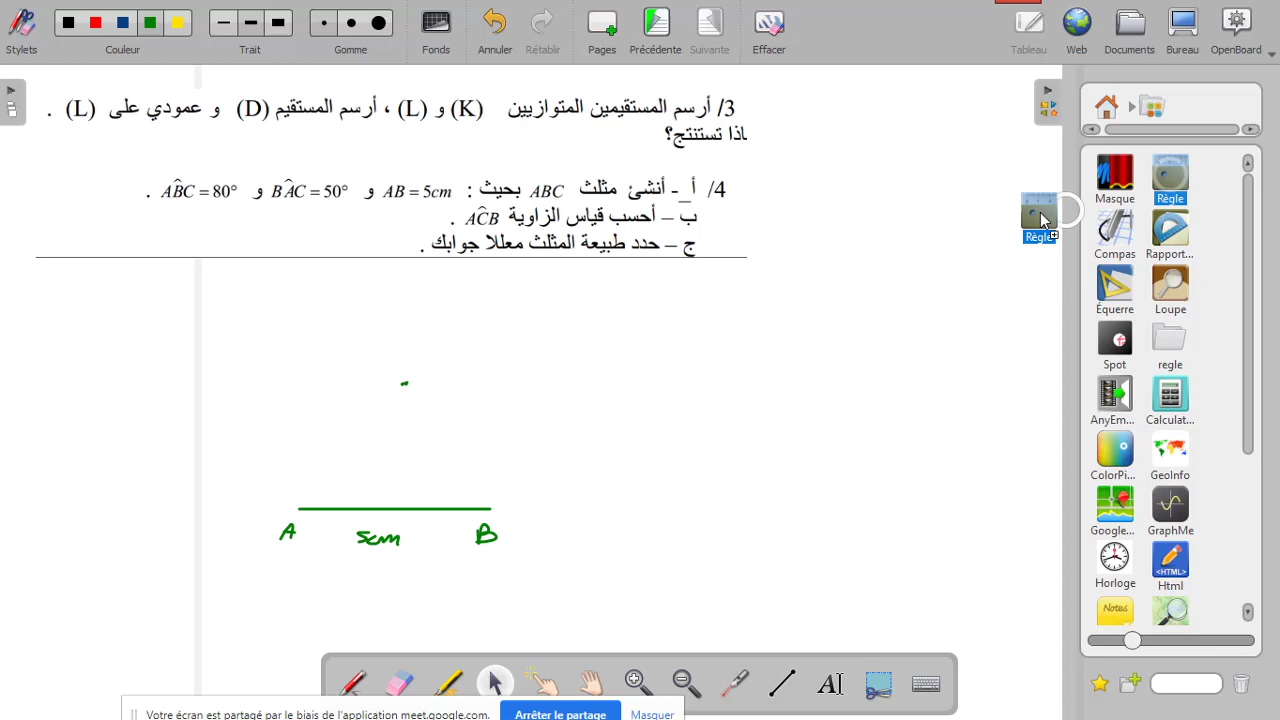 Stylets
Couleur
Trait
Gomme
Fonds
Annuler
Rétablir
Pages
Précédente
Suivante
Effacer
Tableau
Web
Documents
Bureau
OpenBoard
3/ أرسم المستقيمين المتوازيين (K) و (L) ، أرسم المستقيم (D) و عمودي على (L) .
اذا تستنتج؟
4/ أ_ - أنشئ مثلث ABC بحيث : AB = 5cm و BÂC = 50° و AB̂C = 80° .
ب – أحسب قياس الزاوية AĈB .
ج – حدد طبيعة المثلث معللا جوابك .
A 5cm B
Règle
Masque
Règle
Compas
Rapport...
Équerre
Loupe
Spot
regle
AnyEm...
Calculat...
ColorPi...
GeoInfo
Google...
GraphMe
Horloge
<HTML>
Html
Notes
A
Votre écran est partagé par le biais de l'application meet.google.com.
Arrêter le partage
Masquer